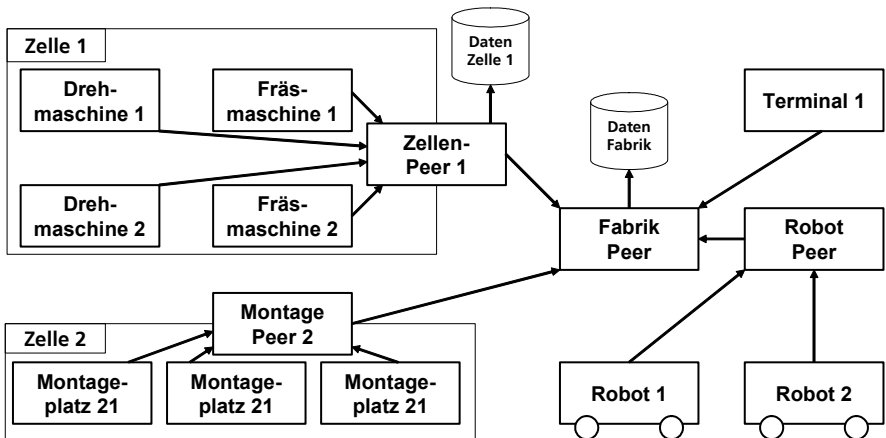 Zelle 1
Dreh-
maschine 1
Fräs-
maschine 1
Daten
Zelle 1
Zellen-
Peer 1
Daten
Fabrik
Terminal 1
Dreh-
maschine 2
Fräs-
maschine 2
Fabrik
Peer
Robot
Peer
Montage
Peer 2
Zelle 2
Montage-
platz 21
Montage-
platz 21
Montage-
platz 21
Robot 1
Robot 2